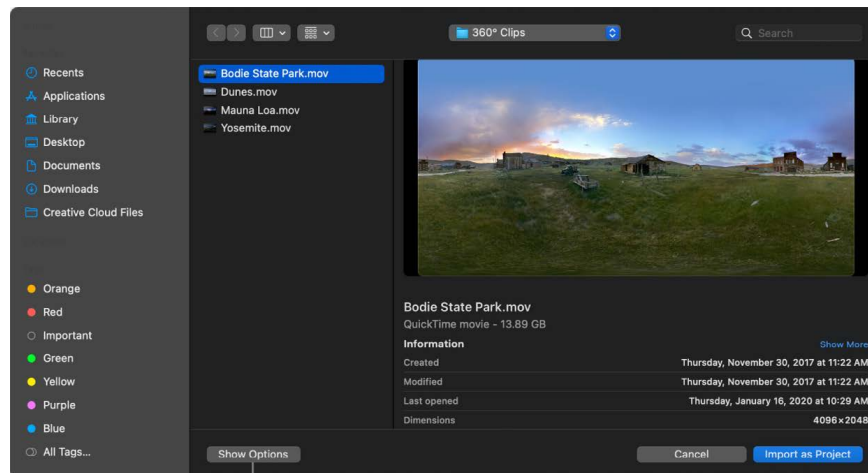 360° Clips
Search
Recents
Applications
Library
Desktop
Documents
Downloads
Creative Cloud Files
Orange
Red
Important
Green
Yellow
Purple
Blue
All Tags...
Bodie State Park.mov
Dunes.mov
Mauna Loa.mov
Yosemite.mov
Bodie State Park.mov
QuickTime movie - 13.89 GB
Information Show More
Created Thursday, November 30, 2017 at 11:22 AM
Modified Thursday, November 30, 2017 at 11:22 AM
Last opened Thursday, January 16, 2020 at 10:29 AM
Dimensions 4096×2048
Show Options Cancel Import as Project